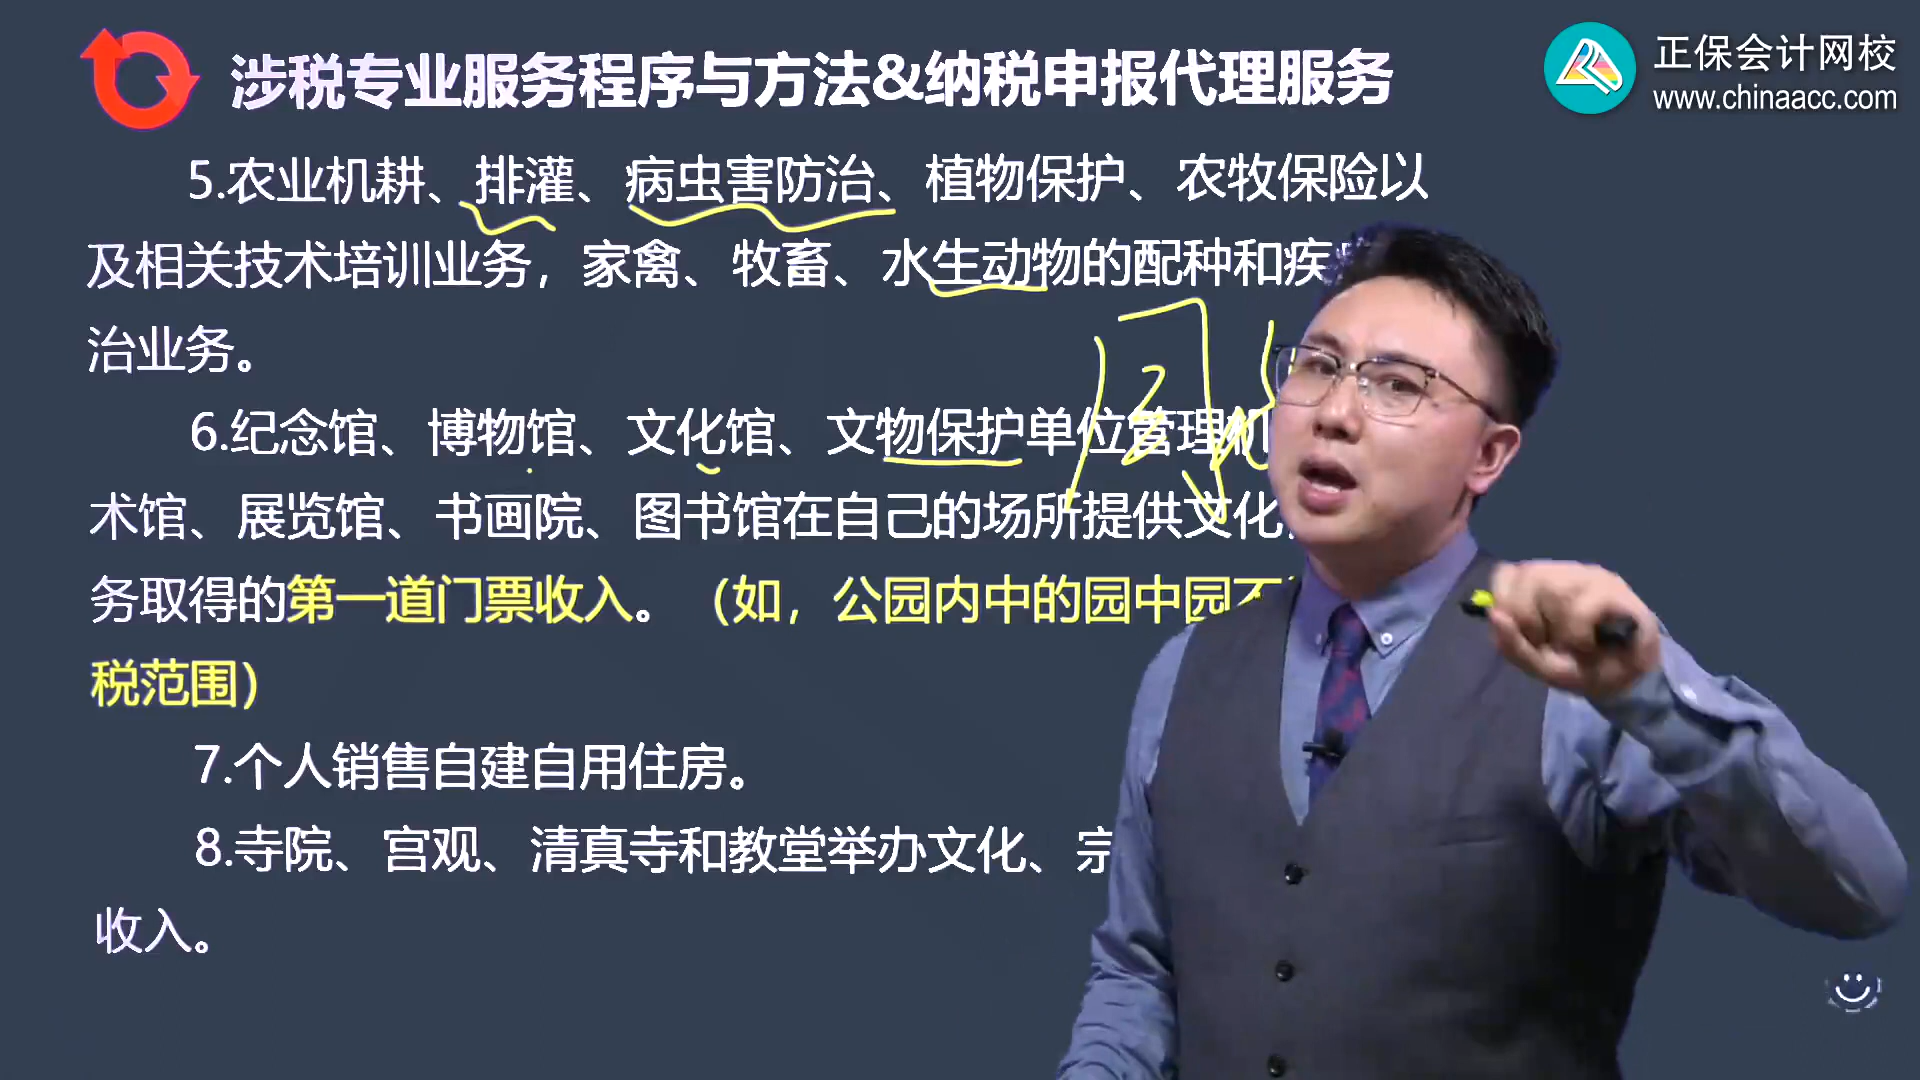 涉税专业服务程序与方法&纳税申报代理服务
正保会计网校
www.chinaacc.com
5.农业机耕、排灌、病虫害防治、植物保护、农牧保险以
及相关技术培训业务，家禽、牧畜、水生动物的配种和疾
治业务。
6.纪念馆、博物馆、文化馆、文物保护单位管理机
术馆、展览馆、书画院、图书馆在自己的场所提供文化
务取得的第一道门票收入。（如，公园内中的园中园不
税范围）
7.个人销售自建自用住房。
8.寺院、宫观、清真寺和教堂举办文化、宗
收入。